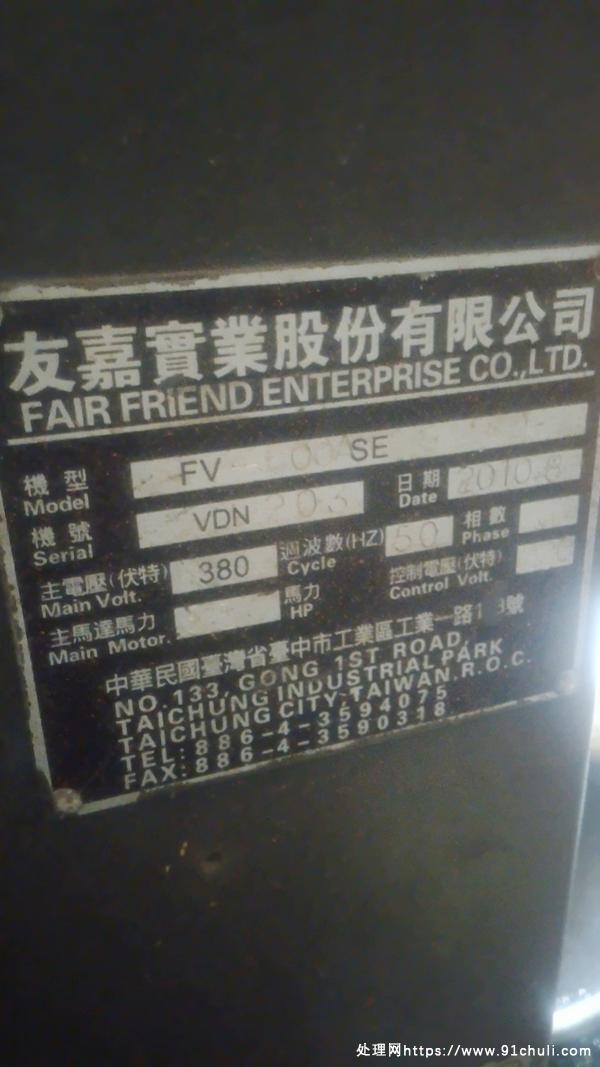 友嘉實業股份有限公司
FAIR FRIEND ENTERPRISE CO.,LTD.
機型 Model FV SE
機號 Serial VDN 日期 Date 2010.8
主電壓(伏特) Main Volt. 380 週波數(HZ) Cycle 50 相數 Phase
主馬達馬力 Main Motor. 馬力 HP 控制電壓(伏特) Control Volt.
中華民國臺灣省臺中市工業區工業一路 號
NO.133, GONG 1ST ROAD,
TAICHUNG INDUSTRIAL PARK
TAICHUNG CITY,TAIWAN.R.O.C.
TEL:886-4-3594075
FAX:886-4-3590318
处理网https://www.91chuli.com